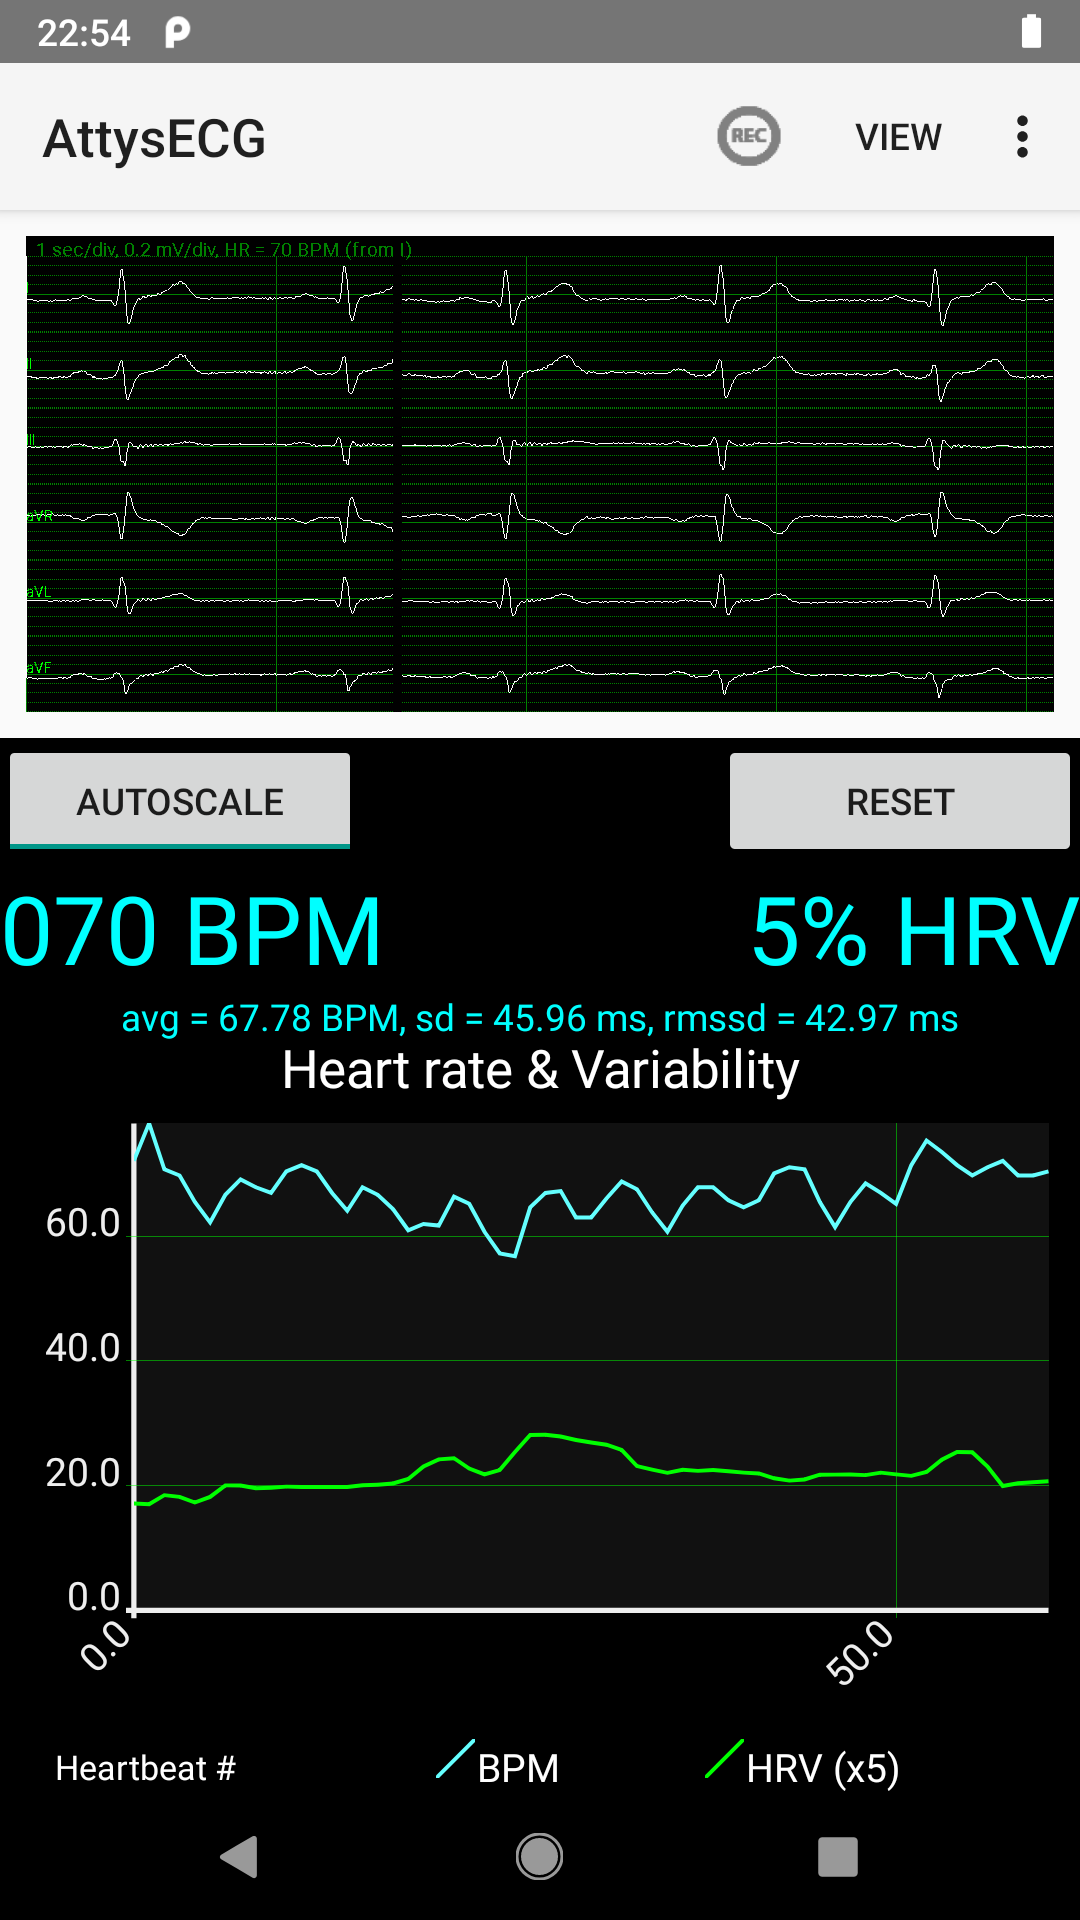 22:54
AttysECG
REC
VIEW
1 sec/div, 0.2 mV/div, HR = 70 BPM (from I)
I
II
III
aVR
aVL
aVF
AUTOSCALE
RESET
070 BPM
5% HRV
avg = 67.78 BPM, sd = 45.96 ms, rmssd = 42.97 ms
Heart rate & Variability
60.0
40.0
20.0
0.0
0.0
50.0
Heartbeat #
BPM
HRV (x5)